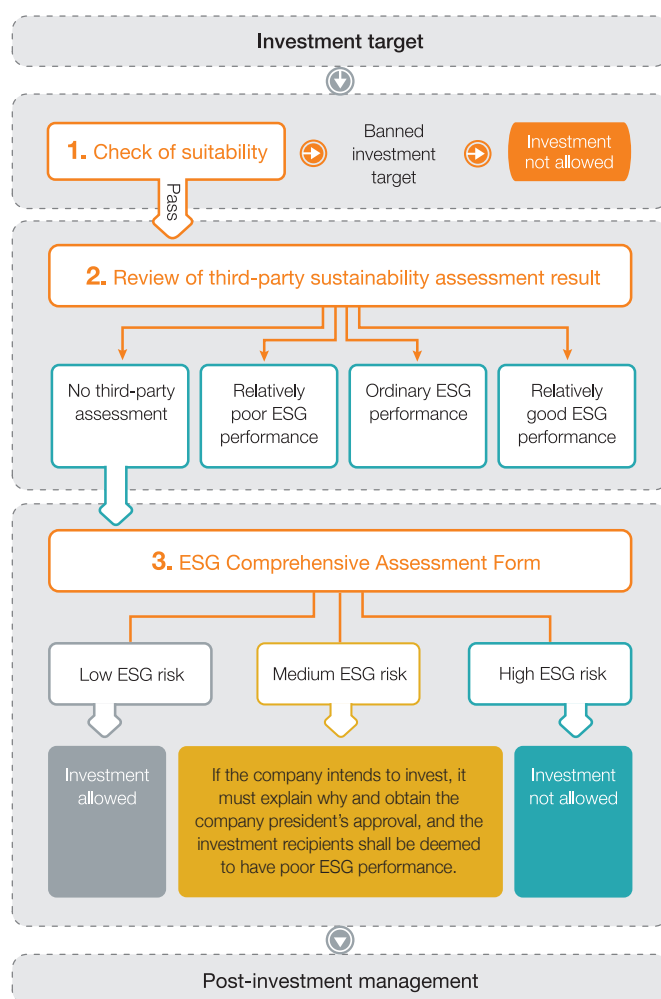 Investment target
1. Check of suitability
Banned
investment
target
Investment
not allowed
Pass
2. Review of third-party sustainability assessment result
No third-party
assessment
Relatively
poor ESG
performance
Ordinary ESG
performance
Relatively
good ESG
performance
3. ESG Comprehensive Assessment Form
Low ESG risk
Medium ESG risk
High ESG risk
Investment
allowed
If the company intends to invest, it
must explain why and obtain the
company president's approval, and the
investment recipients shall be deemed
to have poor ESG performance.
Investment
not allowed
Post-investment management